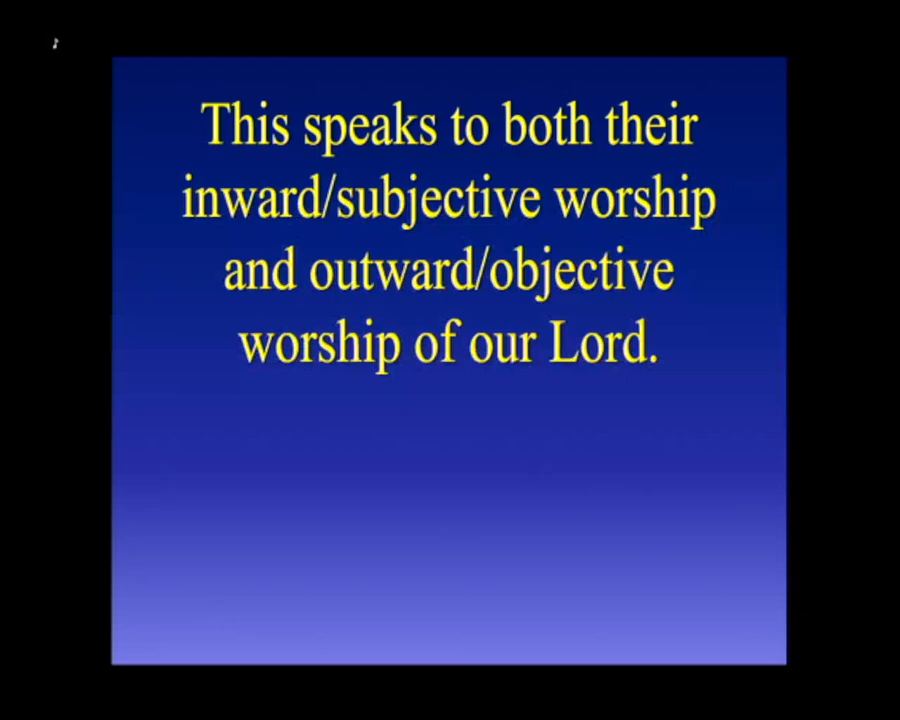 This speaks to both their
inward/subjective worship
and outward/objective
worship of our Lord.